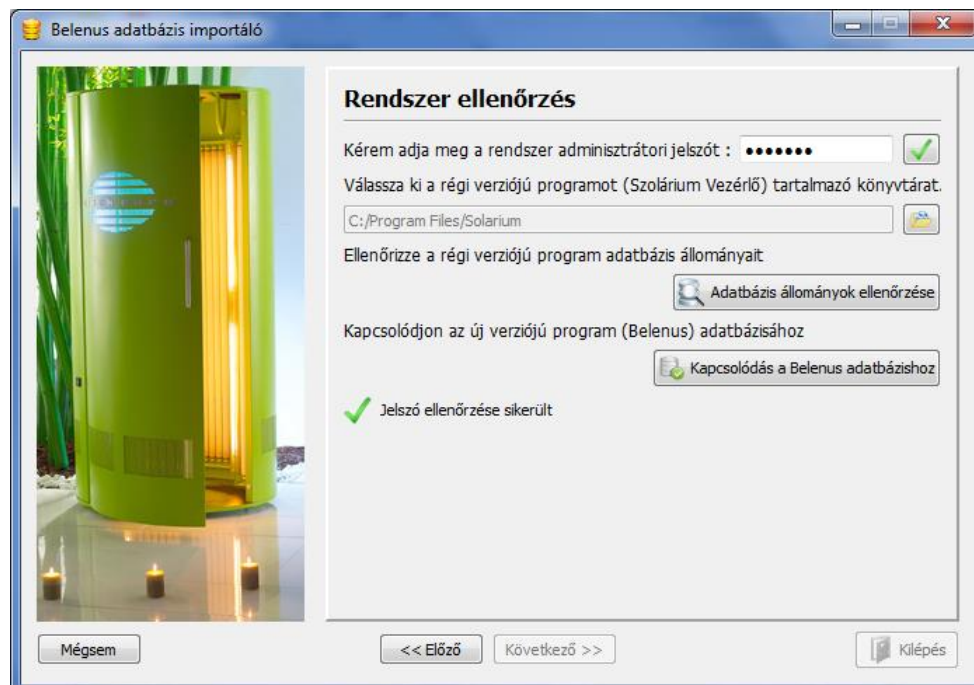 Belenus adatbázis importáló
Rendszer ellenőrzés
Kérem adja meg a rendszer adminisztrátori jelszót : •••••••
Válassza ki a régi verziójú programot (Szolárium Vezérlő) tartalmazó könyvtárat.
C:/Program Files/Solarium
Ellenőrizze a régi verziójú program adatbázis állományait
Adatbázis állományok ellenőrzése
Kapcsolódjon az új verziójú program (Belenus) adatbázisához
Kapcsolódás a Belenus adatbázishoz
Jelszó ellenőrzése sikerült
Mégsem
<< Előző
Következő >>
Kilépés